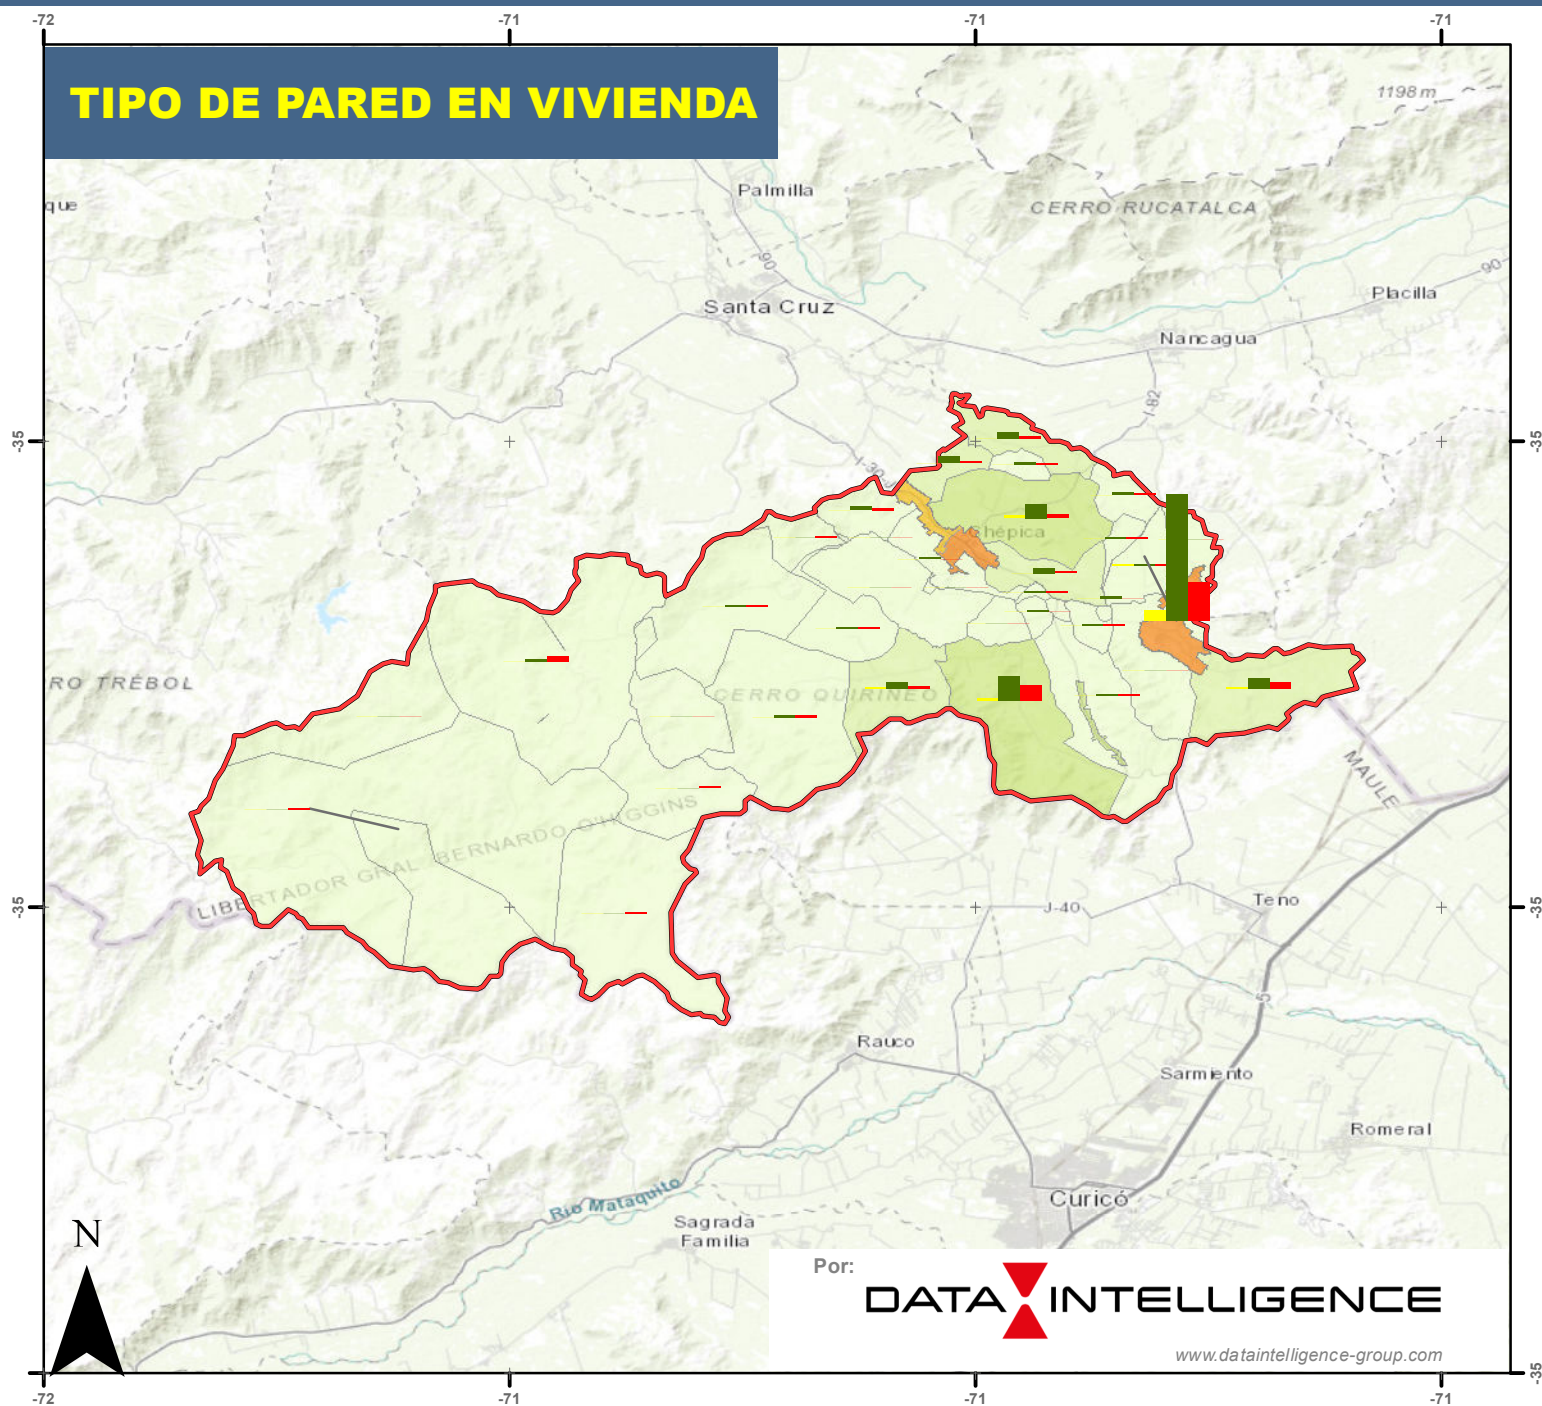 -72
-71
-71
-71
TIPO DE PARED EN VIVIENDA
1198 m
Palmilla
que
CERRO RUCATALCA
90
90
Placilla
Santa Cruz
Nancagua
I-82
-35
-35
I-30-J
Chépica
RO TRÉBOL
CERRO QUIRINEO
MAULE
LIBERTADOR GRAL BERNARDO O'HIGGINS
-35
-35
J-40
Teno
5
Rauco
Sarmiento
Romeral
Río Mataquito
Curicó
Sagrada
Familia
N
Por:
DATA INTELLIGENCE
www.dataintelligence-group.com
-35
-72
-71
-71
-71